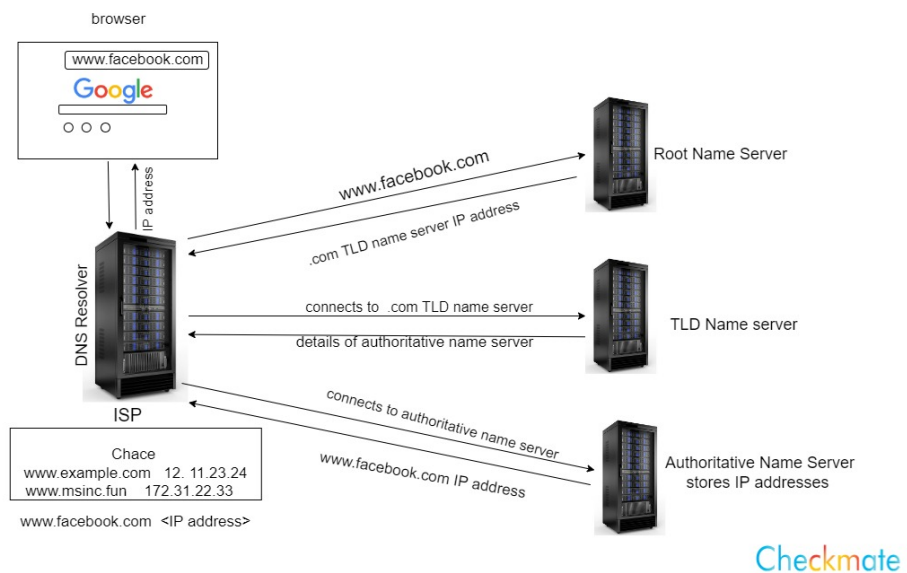 browser
www.facebook.com
Google
IP address
DNS Resolver
ISP
Chace
www.example.com 12. 11.23.24
www.msinc.fun 172.31.22.33
www.facebook.com <IP address>
www.facebook.com
.com TLD name server IP address
connects to .com TLD name server
details of authoritative name server
connects to authoritative name server
www.facebook.com IP address
Root Name Server
TLD Name server
Authoritative Name Server
stores IP addresses
Checkmate